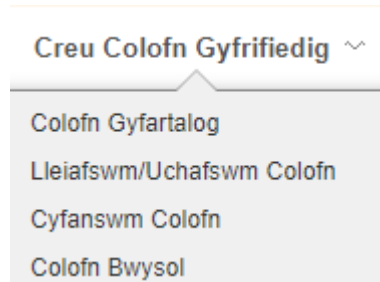 Creu Colofn Gyfrifiedig
Colofn Gyfartalog
Lleiafswm/Uchafswm Colofn
Cyfanswm Colofn
Colofn Bwysol